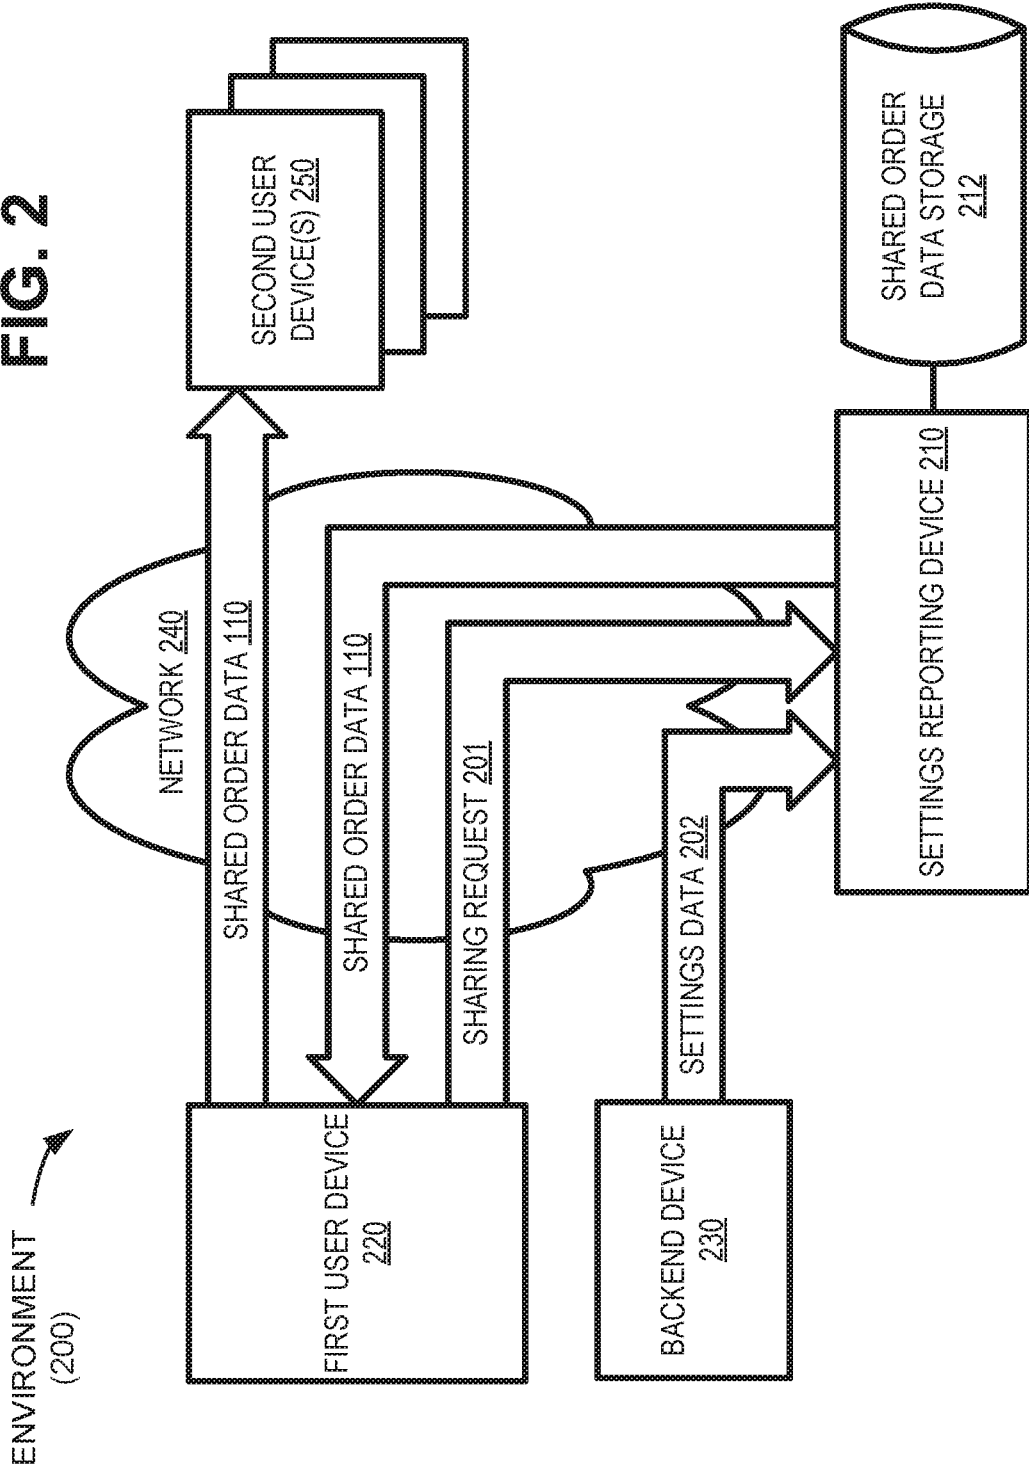 FIG. 2
ENVIRONMENT
(200)
NETWORK 240
SHARED ORDER DATA 110
SECOND USER
DEVICE(S) 250
FIRST USER DEVICE
220
SHARED ORDER DATA 110
SHARING REQUEST 201
BACKEND DEVICE
230
SETTINGS DATA 202
SETTINGS REPORTING DEVICE 210
SHARED ORDER
DATA STORAGE
212